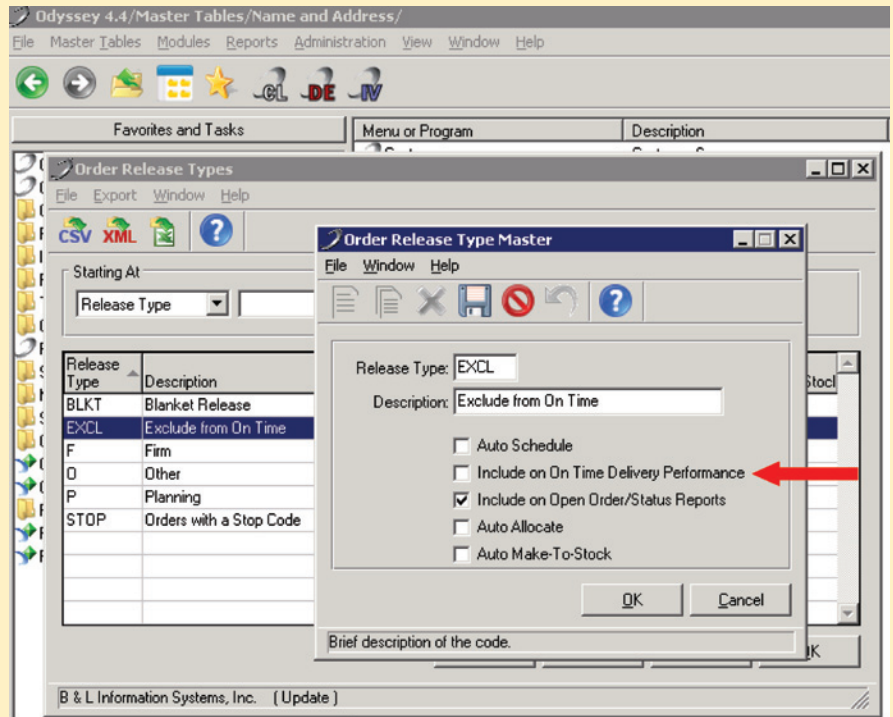 Odyssey 4.4/Master Tables/Name and Address/
File Master Tables Modules Reports Administration View Window Help
CL DE IV
Favorites and Tasks Menu or Program Description
Order Release Types
File Export Window Help
CSV XML
Starting At
Release Type
Release Type Description
BLKT Blanket Release
EXCL Exclude from On Time
F Firm
O Other
P Planning
STOP Orders with a Stop Code
Order Release Type Master
File Window Help
Release Type: EXCL
Description: Exclude from On Time
Auto Schedule
Include on On Time Delivery Performance
Include on Open Order/Status Reports
Auto Allocate
Auto Make-To-Stock
OK Cancel
Brief description of the code.
B & L Information Systems, Inc. ( Update )